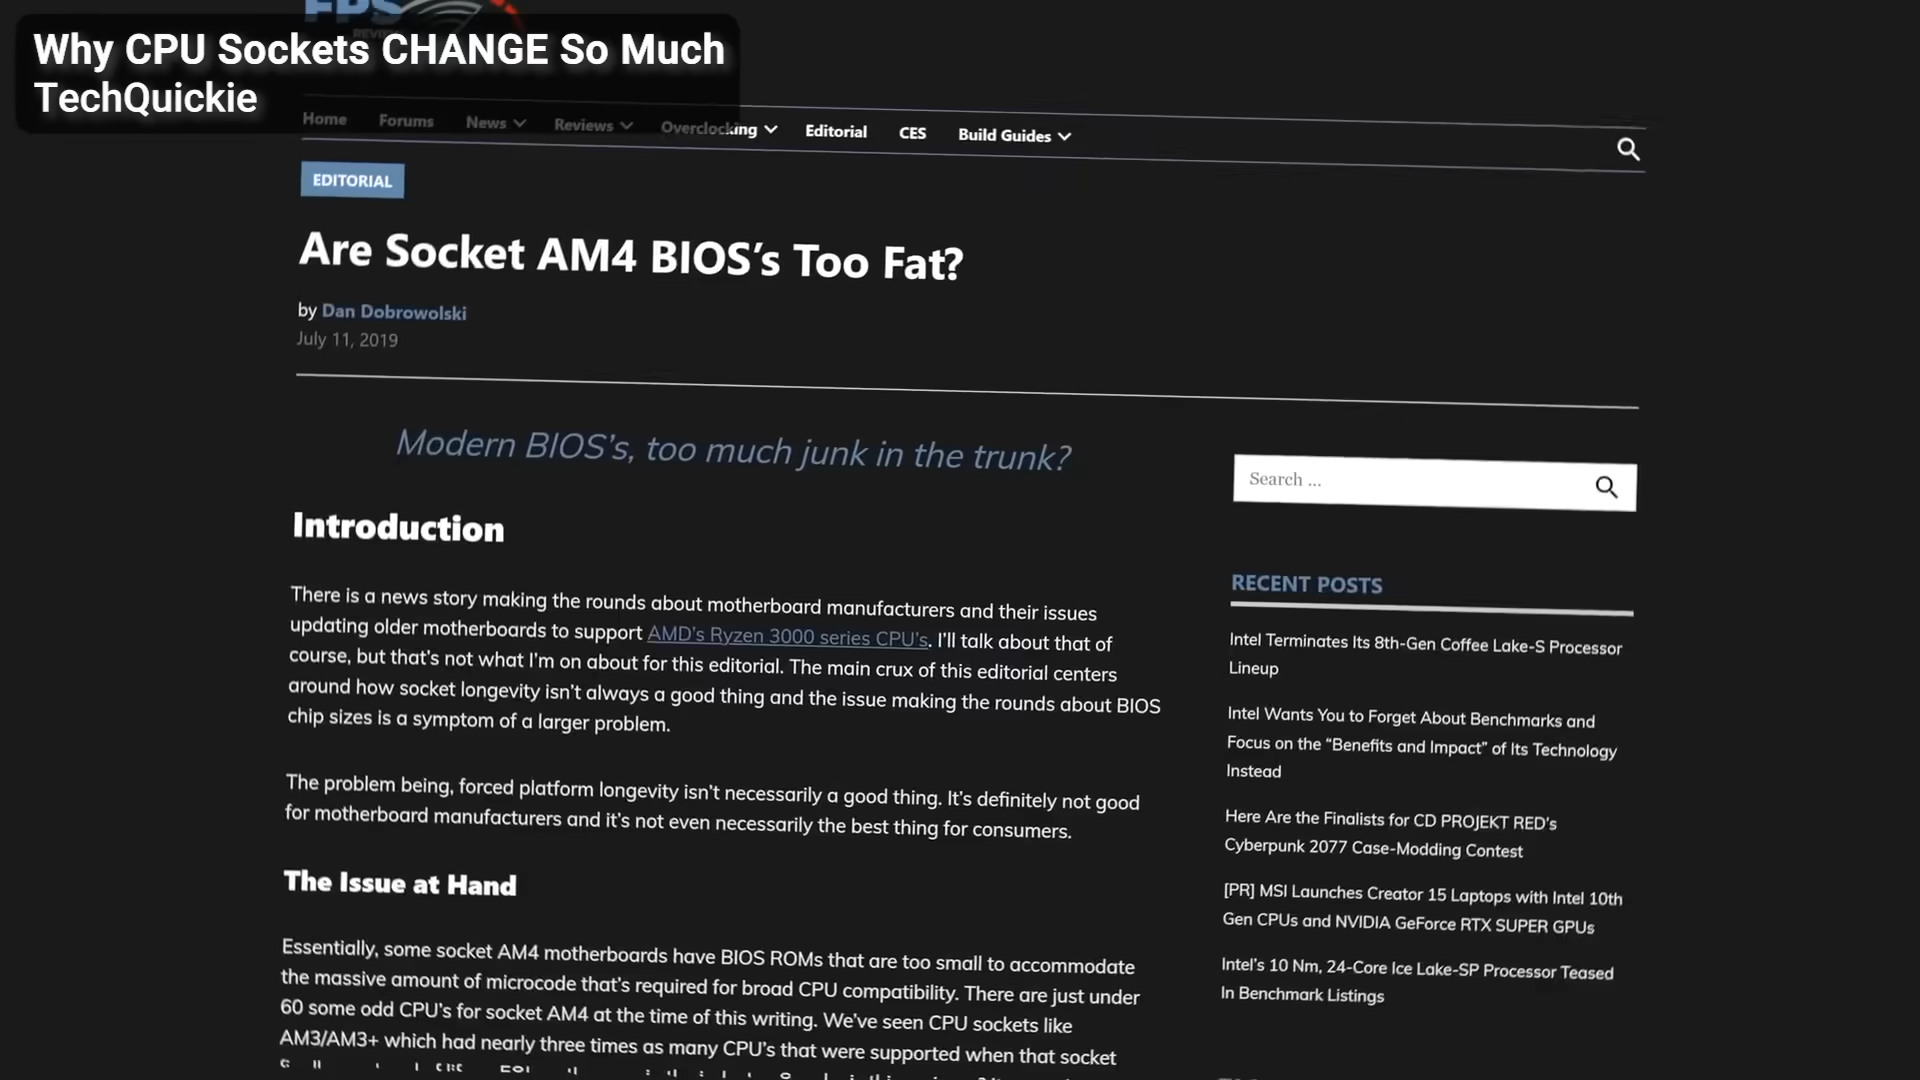 FPS
Why CPU Sockets CHANGE So Much
TechQuickie
Home Forums News Reviews Overclocking Editorial CES Build Guides
EDITORIAL
Are Socket AM4 BIOS’s Too Fat?
by Dan Dobrowolski
July 11, 2019
Modern BIOS’s, too much junk in the trunk?
Introduction
There is a news story making the rounds about motherboard manufacturers and their issues
updating older motherboards to support AMD’s Ryzen 3000 series CPU’s. I’ll talk about that of
course, but that’s not what I’m on about for this editorial. The main crux of this editorial centers
around how socket longevity isn’t always a good thing and the issue making the rounds about BIOS
chip sizes is a symptom of a larger problem.
The problem being, forced platform longevity isn’t necessarily a good thing. It’s definitely not good
for motherboard manufacturers and it’s not even necessarily the best thing for consumers.
The Issue at Hand
Essentially, some socket AM4 motherboards have BIOS ROMs that are too small to accommodate
the massive amount of microcode that’s required for broad CPU compatibility. There are just under
60 some odd CPU’s for socket AM4 at the time of this writing. We’ve seen CPU sockets like
AM3/AM3+ which had nearly three times as many CPU’s that were supported when that socket
Search ...
RECENT POSTS
Intel Terminates Its 8th-Gen Coffee Lake-S Processor
Lineup
Intel Wants You to Forget About Benchmarks and
Focus on the “Benefits and Impact” of Its Technology
Instead
Here Are the Finalists for CD PROJEKT RED’s
Cyberpunk 2077 Case-Modding Contest
[PR] MSI Launches Creator 15 Laptops with Intel 10th
Gen CPUs and NVIDIA GeForce RTX SUPER GPUs
Intel’s 10 Nm, 24-Core Ice Lake-SP Processor Teased
In Benchmark Listings